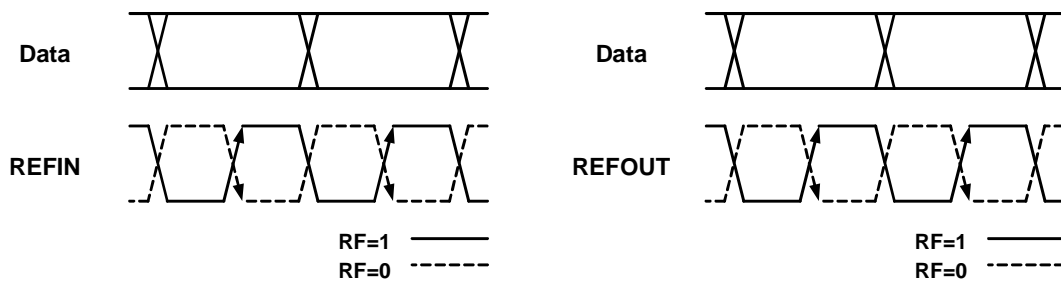 Data
REFIN
RF=1
RF=0
Data
REFOUT
RF=1
RF=0